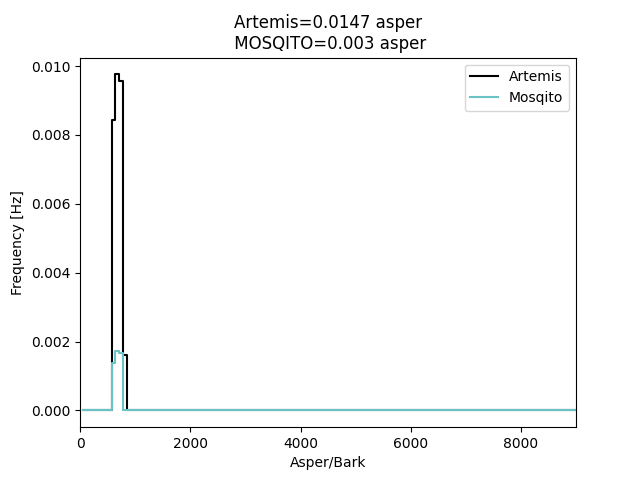 Artemis=0.0147 asper
MOSQITO=0.003 asper
Artemis
Mosqito
0.010
0.008
0.006
0.004
0.002
0.000
Frequency [Hz]
0 2000 4000 6000 8000
Asper/Bark